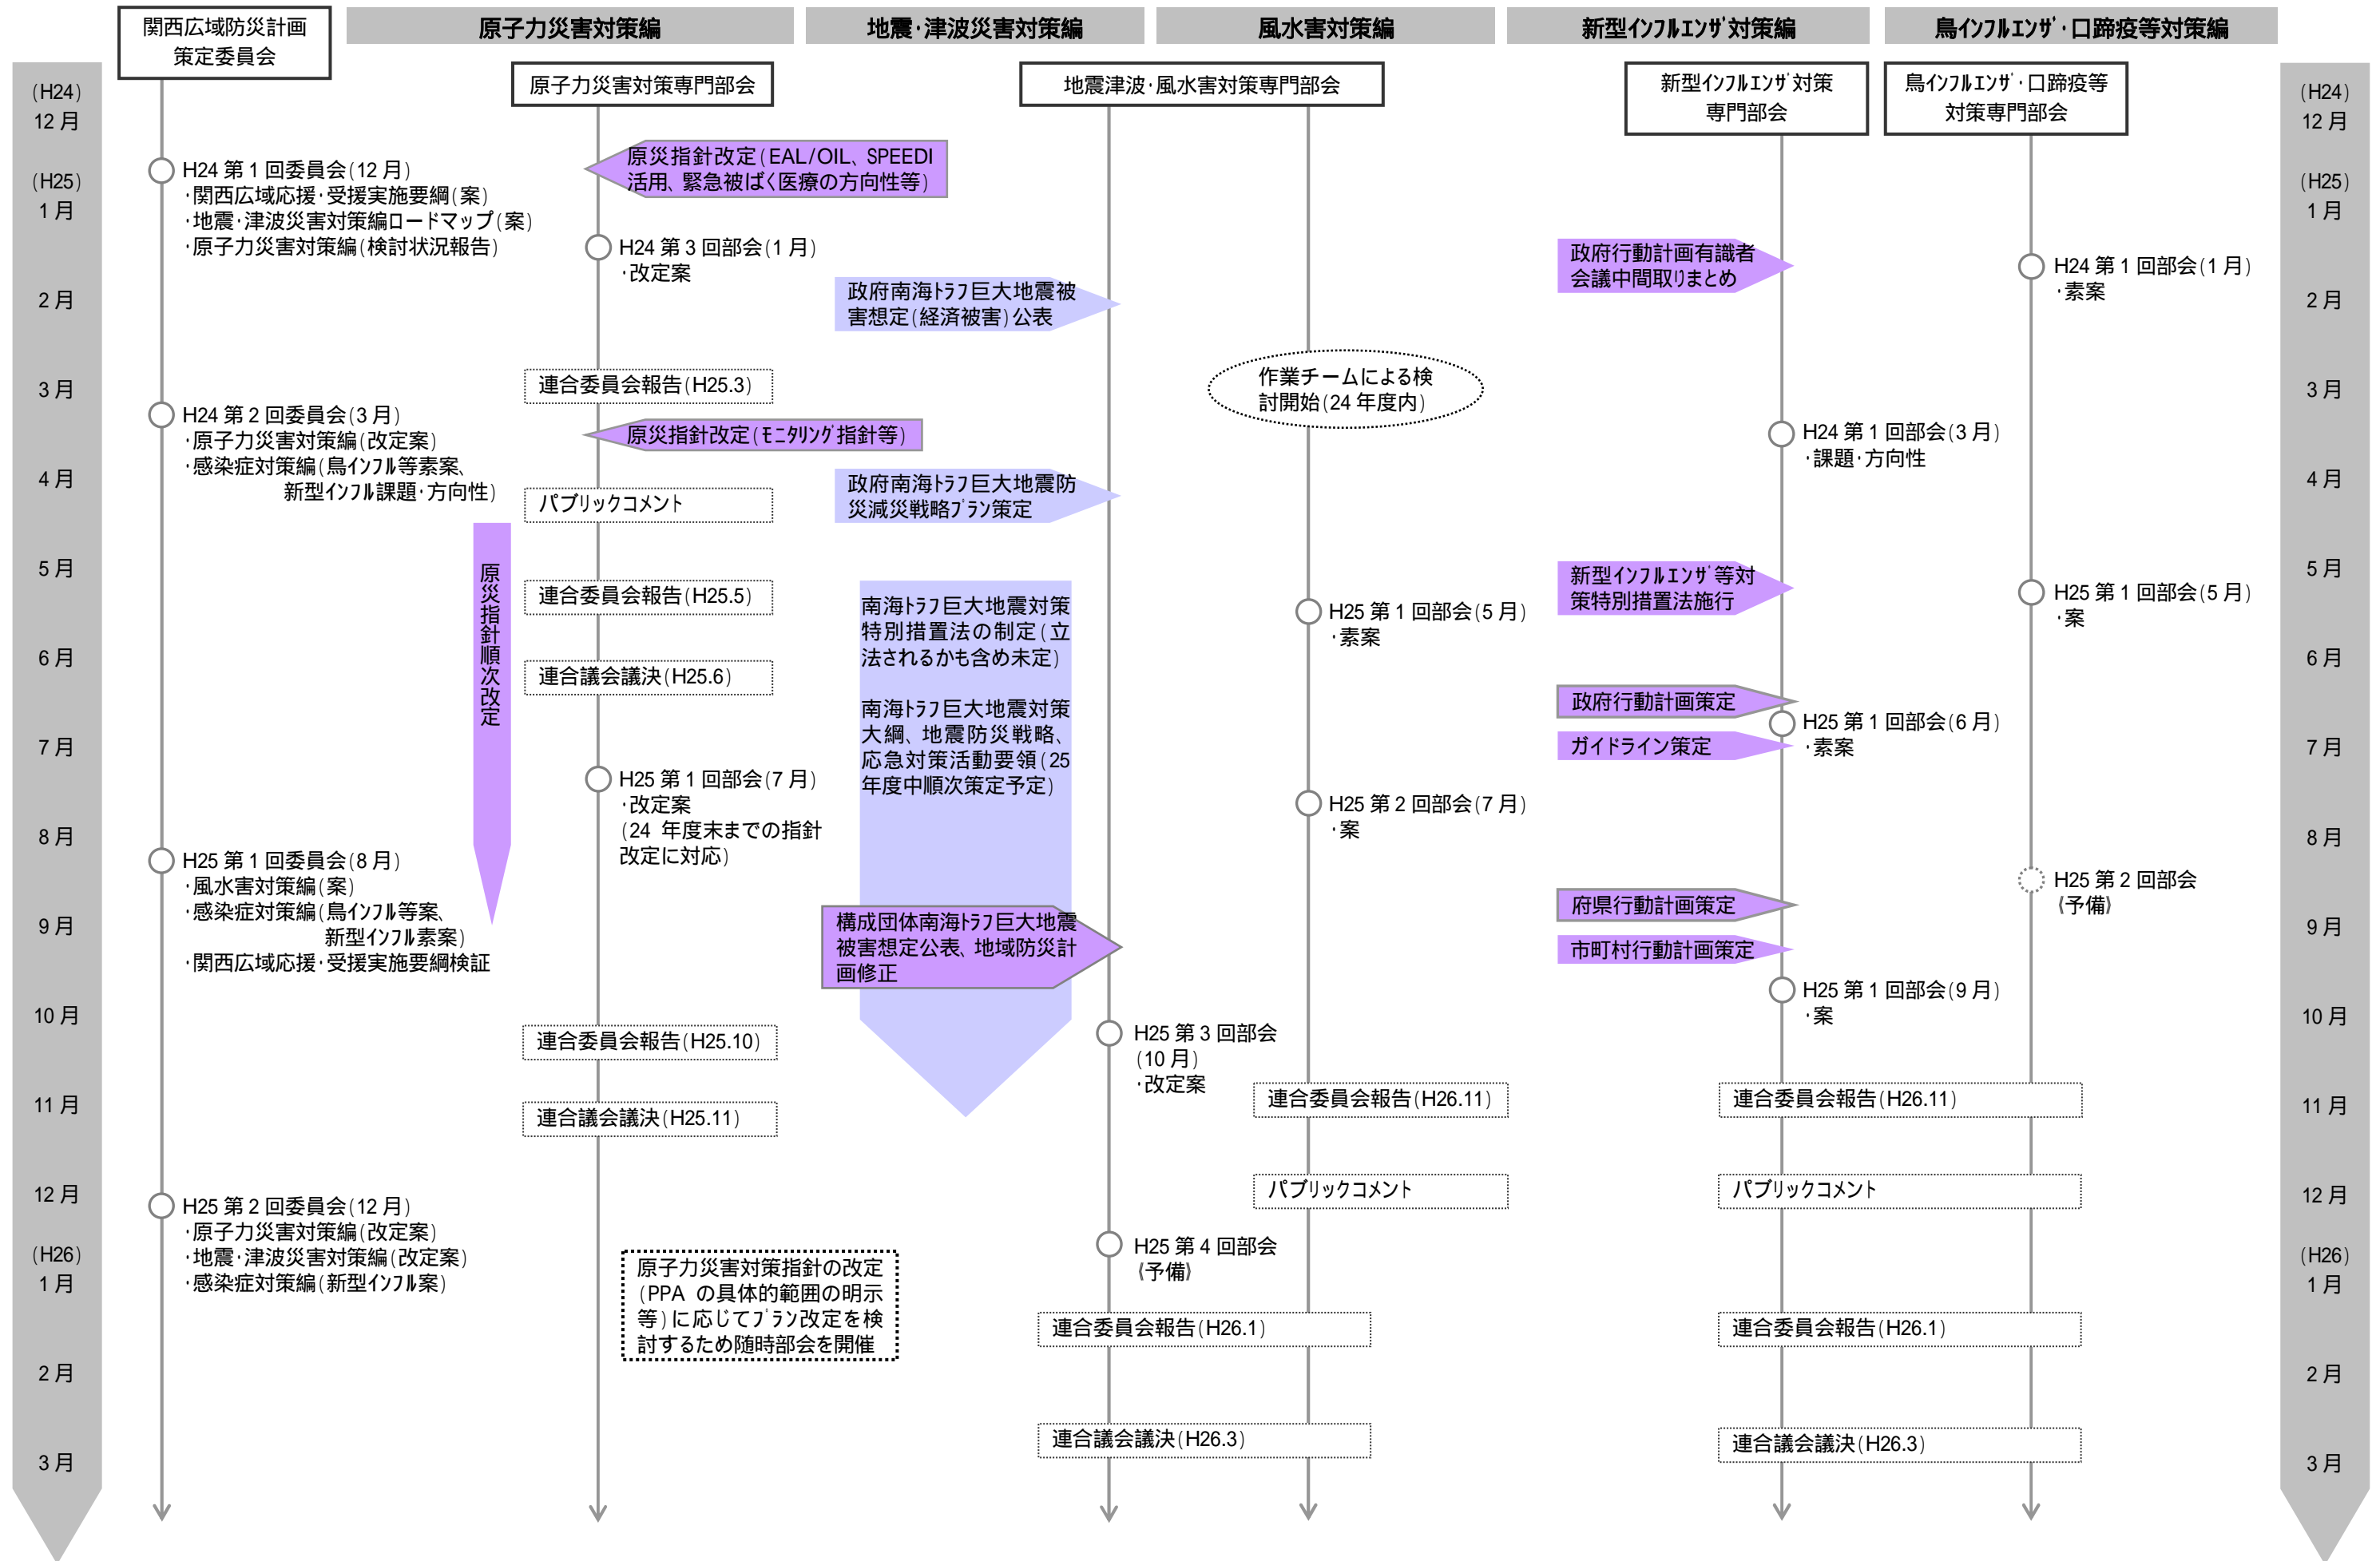 関西広域防災計画
策定委員会
原子力災害対策編
地震・津波災害対策編
風水害対策編
新型ｲﾝﾌﾙｴﾝｻﾞ対策編
鳥ｲﾝﾌﾙｴﾝｻﾞ・口蹄疫等対策編
原子力災害対策専門部会
地震津波・風水害対策専門部会
新型ｲﾝﾌﾙｴﾝｻﾞ対策
専門部会
鳥ｲﾝﾌﾙｴﾝｻﾞ・口蹄疫等
対策専門部会
(H24)
12月
(H25)
1月
2月
3月
4月
5月
6月
7月
8月
9月
10月
11月
12月
(H26)
1月
2月
3月
H24 第1回委員会(12月)
・関西広域応援・受援実施要綱(案)
・地震・津波災害対策編ロードマップ(案)
・原子力災害対策編(検討状況報告)
H24 第2回委員会(3月)
・原子力災害対策編(改定案)
・感染症対策編(鳥ｲﾝﾌﾙ等素案、
新型ｲﾝﾌﾙ課題・方向性)
H25 第1回委員会(8月)
・風水害対策編(案)
・感染症対策編(鳥ｲﾝﾌﾙ等案、
新型ｲﾝﾌﾙ素案)
・関西広域応援・受援実施要綱検証
H25 第2回委員会(12月)
・原子力災害対策編(改定案)
・地震・津波災害対策編(改定案)
・感染症対策編(新型ｲﾝﾌﾙ案)
原災指針順次改定
原災指針改定(EAL/OIL、SPEEDI
活用、緊急被ばく医療の方向性等)
H24 第3回部会(1月)
・改定案
連合委員会報告(H25.3)
原災指針改定(ﾓﾆﾀﾘﾝｸﾞ指針等)
パブリックコメント
連合委員会報告(H25.5)
連合議会議決(H25.6)
H25 第1回部会(7月)
・改定案
(24 年度末までの指針
改定に対応)
連合委員会報告(H25.10)
連合議会議決(H25.11)
原子力災害対策指針の改定
(PPA の具体的範囲の明示
等)に応じてﾌﾟﾗﾝ改定を検
討するため随時部会を開催
政府南海ﾄﾗﾌ巨大地震被
害想定(経済被害)公表
政府南海ﾄﾗﾌ巨大地震防
災減災戦略ﾌﾟﾗﾝ策定
南海ﾄﾗﾌ巨大地震対策
特別措置法の制定(立
法されるかも含め未定)
南海ﾄﾗﾌ巨大地震対策
大綱、地震防災戦略、
応急対策活動要領(25
年度中順次策定予定)
構成団体南海ﾄﾗﾌ巨大地震
被害想定公表、地域防災計
画修正
H25 第3回部会
(10月)
・改定案
H25 第4回部会
(予備)
連合委員会報告(H26.1)
連合議会議決(H26.3)
作業チームによる検
討開始(24年度内)
H25 第1回部会(5月)
・素案
H25 第2回部会(7月)
・案
連合委員会報告(H26.11)
パブリックコメント
政府行動計画有識者
会議中間取りまとめ
H24 第1回部会(3月)
・課題・方向性
新型ｲﾝﾌﾙｴﾝｻﾞ等対
策特別措置法施行
政府行動計画策定
H25 第1回部会(6月)
・素案
ガイドライン策定
府県行動計画策定
市町村行動計画策定
H25 第1回部会(9月)
・案
連合委員会報告(H26.11)
パブリックコメント
連合委員会報告(H26.1)
連合議会議決(H26.3)
H24 第1回部会(1月)
・素案
H25 第1回部会(5月)
・案
H25 第2回部会
(予備)
(H24)
12月
(H25)
1月
2月
3月
4月
5月
6月
7月
8月
9月
10月
11月
12月
(H26)
1月
2月
3月